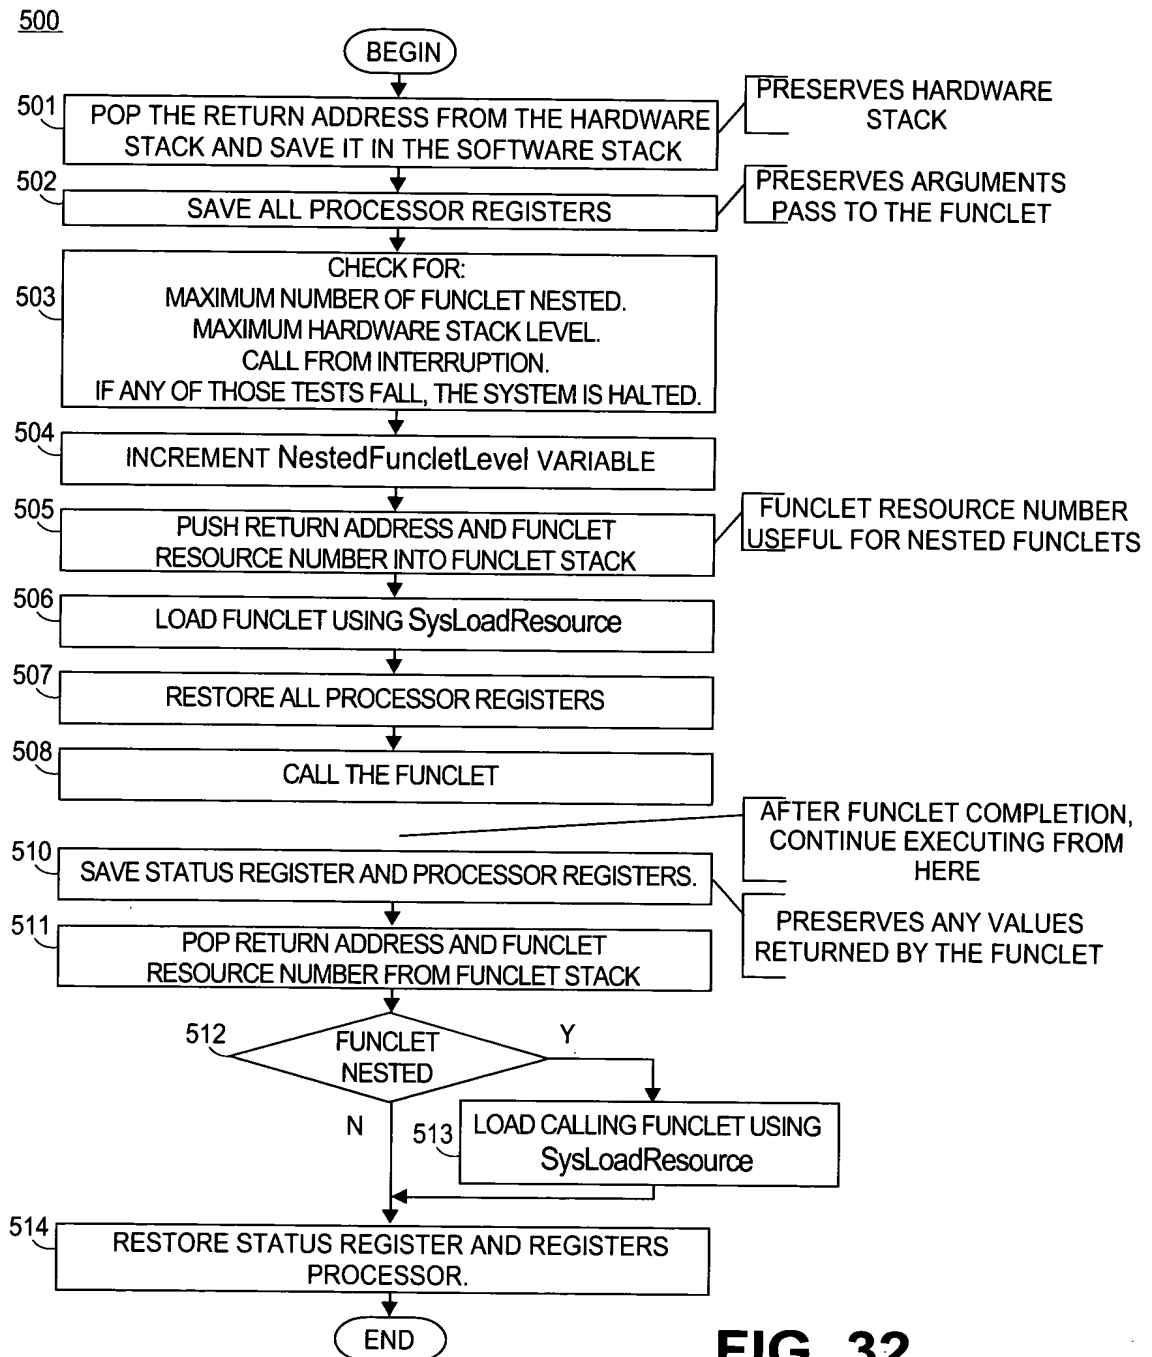 500
BEGIN
501
POP THE RETURN ADDRESS FROM THE HARDWARE
STACK AND SAVE IT IN THE SOFTWARE STACK
PRESERVES HARDWARE
STACK
502
SAVE ALL PROCESSOR REGISTERS
PRESERVES ARGUMENTS
PASS TO THE FUNCLET
503
CHECK FOR:
MAXIMUM NUMBER OF FUNCLET NESTED.
MAXIMUM HARDWARE STACK LEVEL.
CALL FROM INTERRUPTION.
IF ANY OF THOSE TESTS FALL, THE SYSTEM IS HALTED.
504
INCREMENT NestedFuncletLevel VARIABLE
505
PUSH RETURN ADDRESS AND FUNCLET
RESOURCE NUMBER INTO FUNCLET STACK
FUNCLET RESOURCE NUMBER
USEFUL FOR NESTED FUNCLETS
506
LOAD FUNCLET USING SysLoadResource
507
RESTORE ALL PROCESSOR REGISTERS
508
CALL THE FUNCLET
AFTER FUNCLET COMPLETION,
CONTINUE EXECUTING FROM
HERE
510
SAVE STATUS REGISTER AND PROCESSOR REGISTERS.
PRESERVES ANY VALUES
RETURNED BY THE FUNCLET
511
POP RETURN ADDRESS AND FUNCLET
RESOURCE NUMBER FROM FUNCLET STACK
512
FUNCLET
NESTED
Y
N
513
LOAD CALLING FUNCLET USING
SysLoadResource
514
RESTORE STATUS REGISTER AND REGISTERS
PROCESSOR.
END
FIG. 32